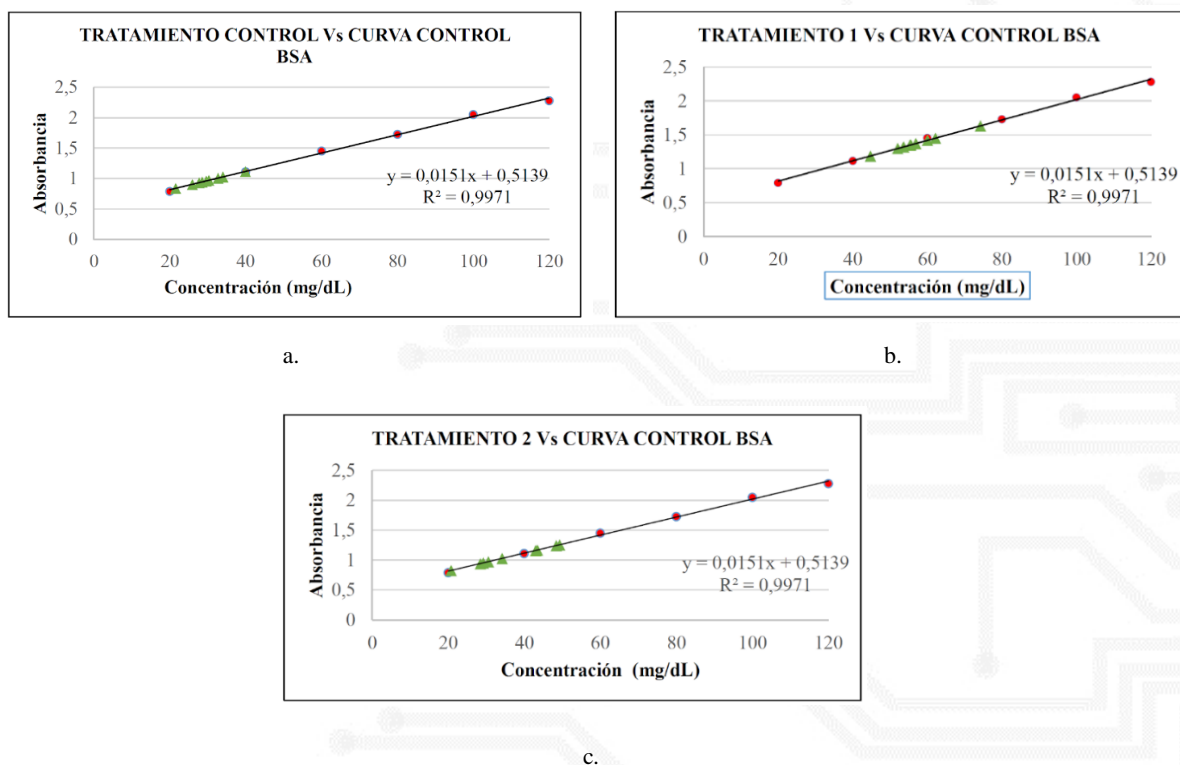 TRATAMIENTO CONTROL Vs CURVA CONTROL
BSA
2,5
2
1,5
1
0,5
0
Absorbancia
y = 0,0151x + 0,5139
R² = 0,9971
0 20 40 60 80 100 120
Concentración (mg/dL)
a.
TRATAMIENTO 1 Vs CURVA CONTROL BSA
2,5
2
1,5
1
0,5
0
Absorbancia
y = 0,0151x + 0,5139
R² = 0,9971
0 20 40 60 80 100 120
Concentración (mg/dL)
b.
TRATAMIENTO 2 Vs CURVA CONTROL BSA
2,5
2
1,5
1
0,5
0
Absorbancia
y = 0,0151x + 0,5139
R² = 0,9971
0 20 40 60 80 100 120
Concentración (mg/dL)
c.